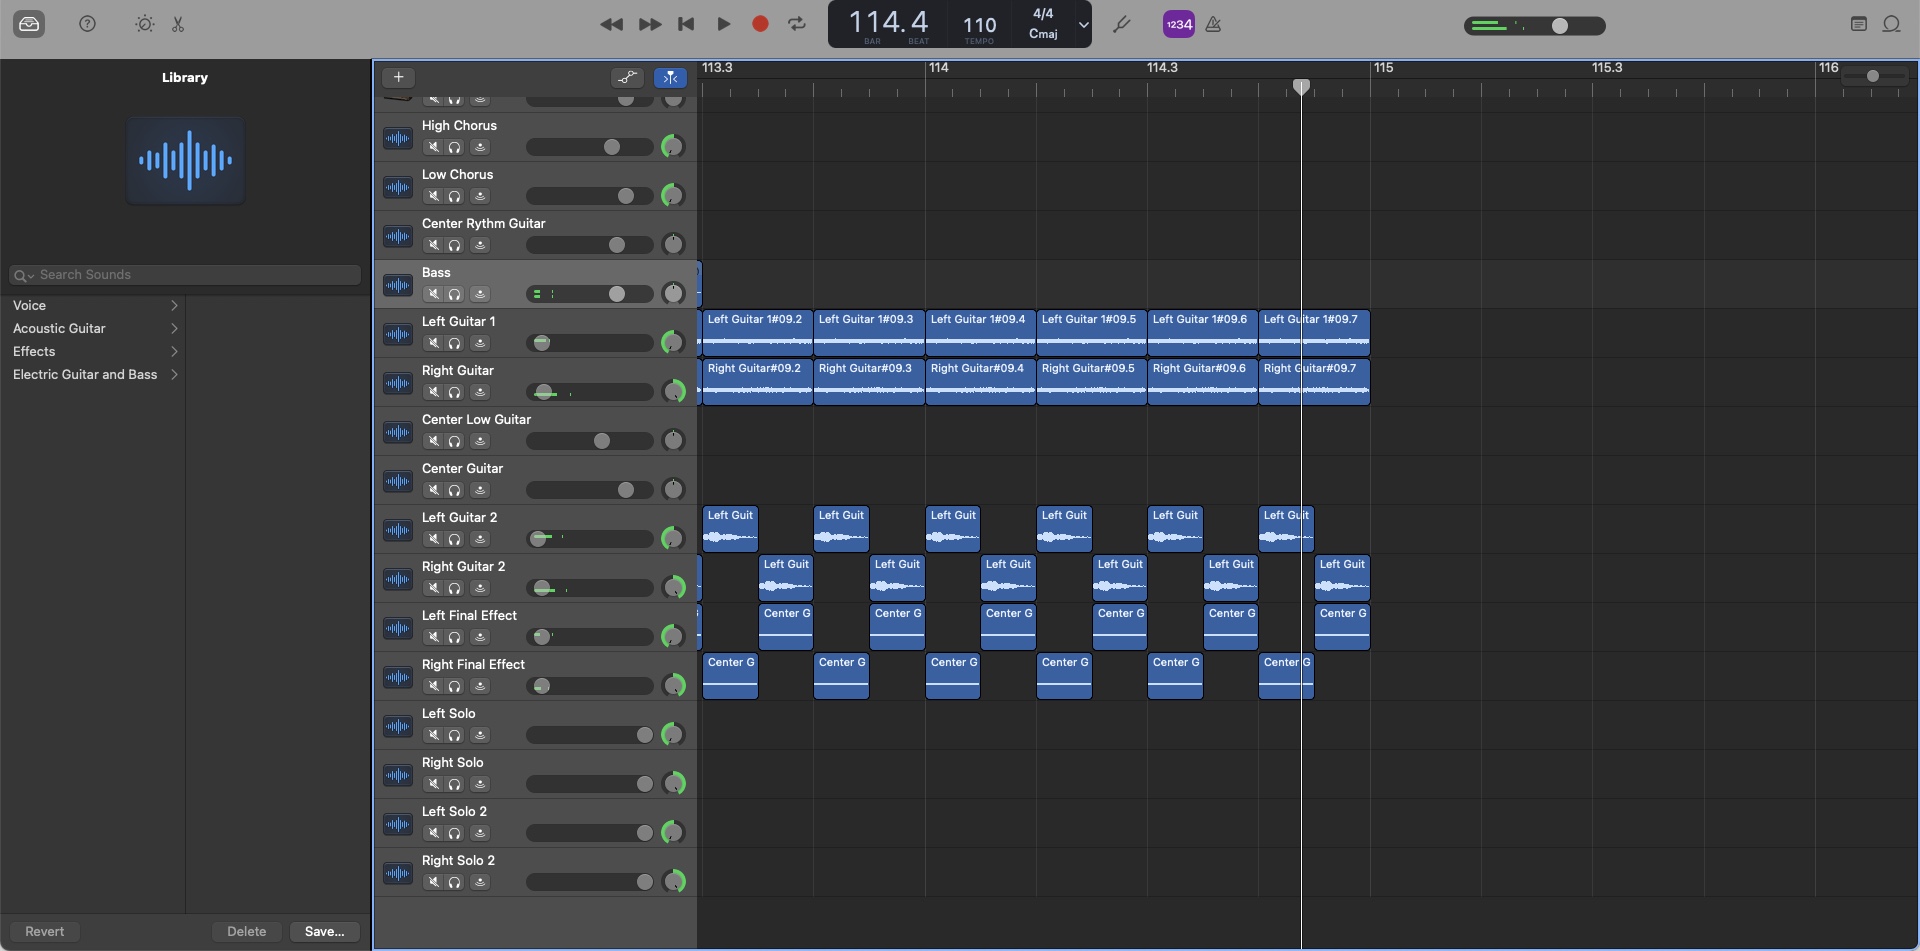 114.4
BAR
BEAT
110
TEMPO
4/4
Cmaj
1234
Library
Search Sounds
Voice
Acoustic Guitar
Effects
Electric Guitar and Bass
Revert
Delete
Save...
113.3
114
114.3
115
115.3
116
High Chorus
Low Chorus
Center Rythm Guitar
Bass
Left Guitar 1
Left Guitar 1#09.2
Left Guitar 1#09.3
Left Guitar 1#09.4
Left Guitar 1#09.5
Left Guitar 1#09.6
Left Guitar 1#09.7
Right Guitar
Right Guitar#09.2
Right Guitar#09.3
Right Guitar#09.4
Right Guitar#09.5
Right Guitar#09.6
Right Guitar#09.7
Center Low Guitar
Center Guitar
Left Guitar 2
Left Guit
Left Guit
Left Guit
Left Guit
Left Guit
Left Guit
Right Guitar 2
Left Guit
Left Guit
Left Guit
Left Guit
Left Guit
Left Guit
Left Final Effect
Center G
Center G
Center G
Center G
Center G
Center G
Right Final Effect
Center G
Center G
Center G
Center G
Center G
Center G
Left Solo
Right Solo
Left Solo 2
Right Solo 2